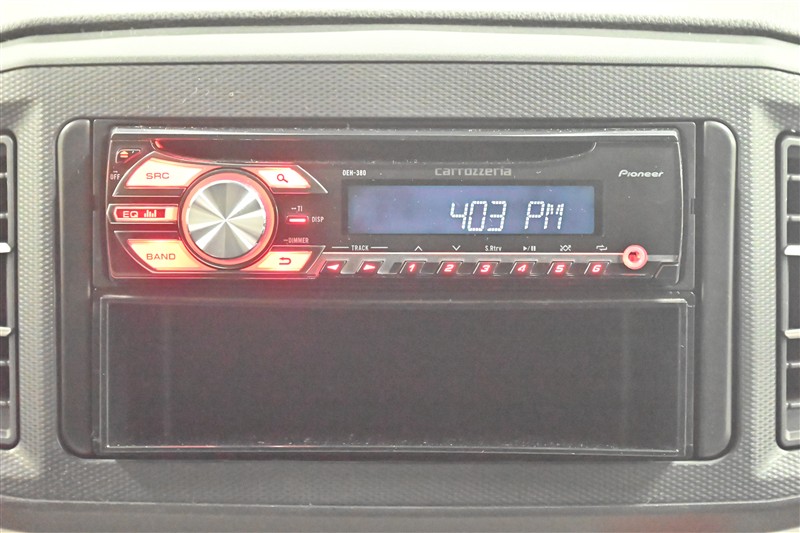 DEH-380
carrozzeria
Pioneer
OFF
SRC
EQ
TI
DISP
403 PM
DIMMER
BAND
TRACK
S.Rtrv
1 2 3 4 5 6